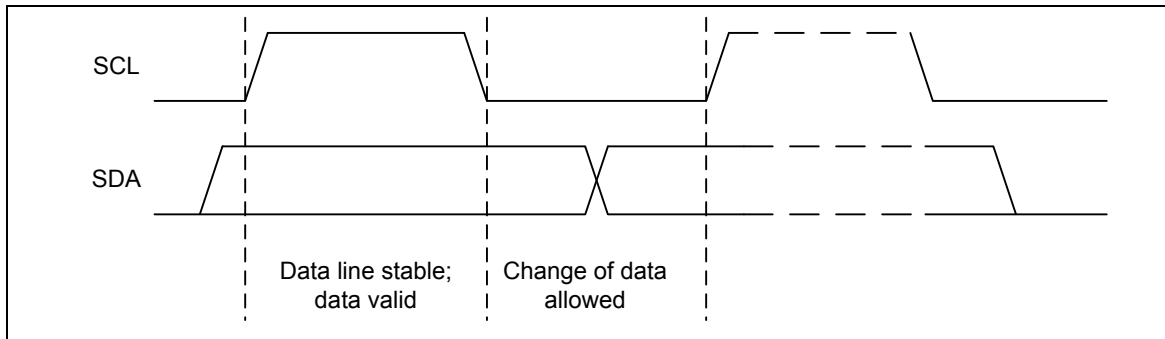 SCL
SDA
Data line stable;
data valid
Change of data
allowed